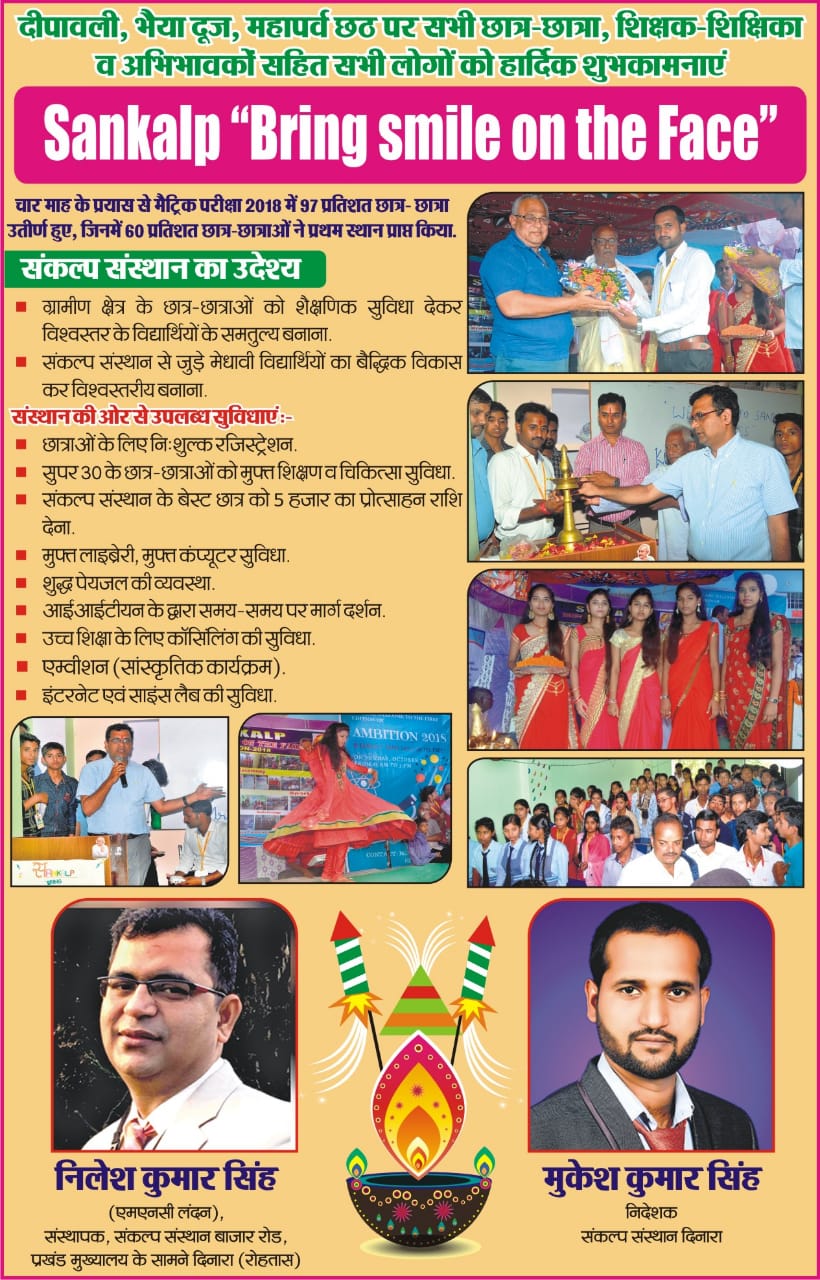 दीपावली, भैया दूज, महापर्व छठ पर सभी छात्र-छात्रा, शिक्षक-शिक्षिका
व अभिभावकों सहित सभी लोगों को हार्दिक शुभकामनाएं
Sankalp “Bring smile on the Face”
चार माह के प्रयास से मैट्रिक परीक्षा 2018 में 97 प्रतिशत छात्र- छात्रा
उतीर्ण हुए, जिनमें 60 प्रतिशत छात्र-छात्राओं ने प्रथम स्थान प्राप्त किया.
संकल्प संस्थान का उदेश्य
ग्रामीण क्षेत्र के छात्र-छात्राओं को शैक्षणिक सुविधा देकर
विश्वस्तर के विद्यार्थियों के समतुल्य बनाना.
संकल्प संस्थान से जुड़े मेधावी विद्यार्थियों का बैद्धिक विकास
कर विश्वस्तरीय बनाना.
संस्थान की ओर से उपलब्ध सुविधाएं :-
छात्राओं के लिए निःशुल्क रजिस्ट्रेशन.
सुपर 30 के छात्र-छात्राओं को मुफ्त शिक्षण व चिकित्सा सुविधा.
संकल्प संस्थान के बेस्ट छात्र को 5 हजार का प्रोत्साहन राशि
देना.
मुफ्त लाइब्रेरी, मुफ्त कंप्यूटर सुविधा.
शुद्ध पेयजल की व्यवस्था.
आईआईटीयन के द्वारा समय-समय पर मार्ग दर्शन.
उच्च शिक्षा के लिए कॉसिंलिंग की सुविधा.
एम्वीशन (सांस्कृतिक कार्यक्रम).
इंटरनेट एवं साइंस लैब की सुविधा.
AMBITION 2018
निलेश कुमार सिंह
(एमएनसी लंदन),
संस्थापक, संकल्प संस्थान बाजार रोड,
प्रखंड मुख्यालय के सामने दिनारा (रोहतास)
मुकेश कुमार सिंह
निदेशक
संकल्प संस्थान दिनारा